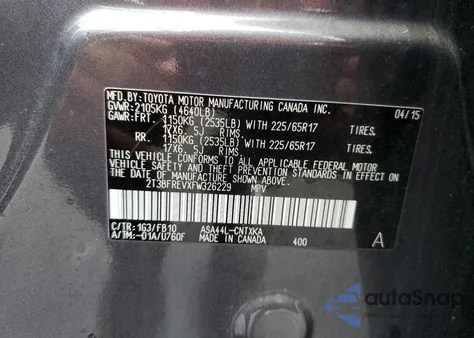 MFD.BY:TOYOTA MOTOR MANUFACTURING CANADA INC.
GVWR:2105KG (4640LB) 04/15
GAWR:FRT. 1150KG(2535LB) WITH 225/65R17 TIRES,
17X6.5J RIMS
RR. 1150KG(2535LB) WITH 225/65R17 TIRES,
17X6.5J RIMS
THIS VEHICLE CONFORMS TO ALL APPLICABLE FEDERAL MOTOR
VEHICLE SAFETY AND THEFT PREVENTION STANDARDS
IN EFFECT ON THE DATE OF MANUFACTURE SHOWN ABOVE.
2T3BFREVXFW326229 MPV
C/TR:1G3/FB10 ASA44L-CNTXKA
A/TM:-01A/U760F MADE IN CANADA 400 A
autoSnap